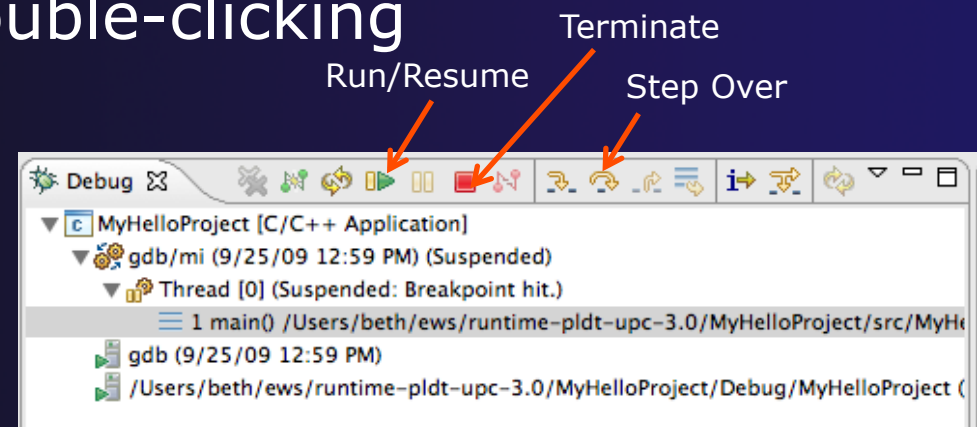 ouble-clicking
Terminate
Run/Resume
Step Over
Debug
MyHelloProject [C/C++ Application]
gdb/mi (9/25/09 12:59 PM) (Suspended)
Thread [0] (Suspended: Breakpoint hit.)
1 main() /Users/beth/ews/runtime-pldt-upc-3.0/MyHelloProject/src/MyHe
gdb (9/25/09 12:59 PM)
/Users/beth/ews/runtime-pldt-upc-3.0/MyHelloProject/Debug/MyHelloProject (